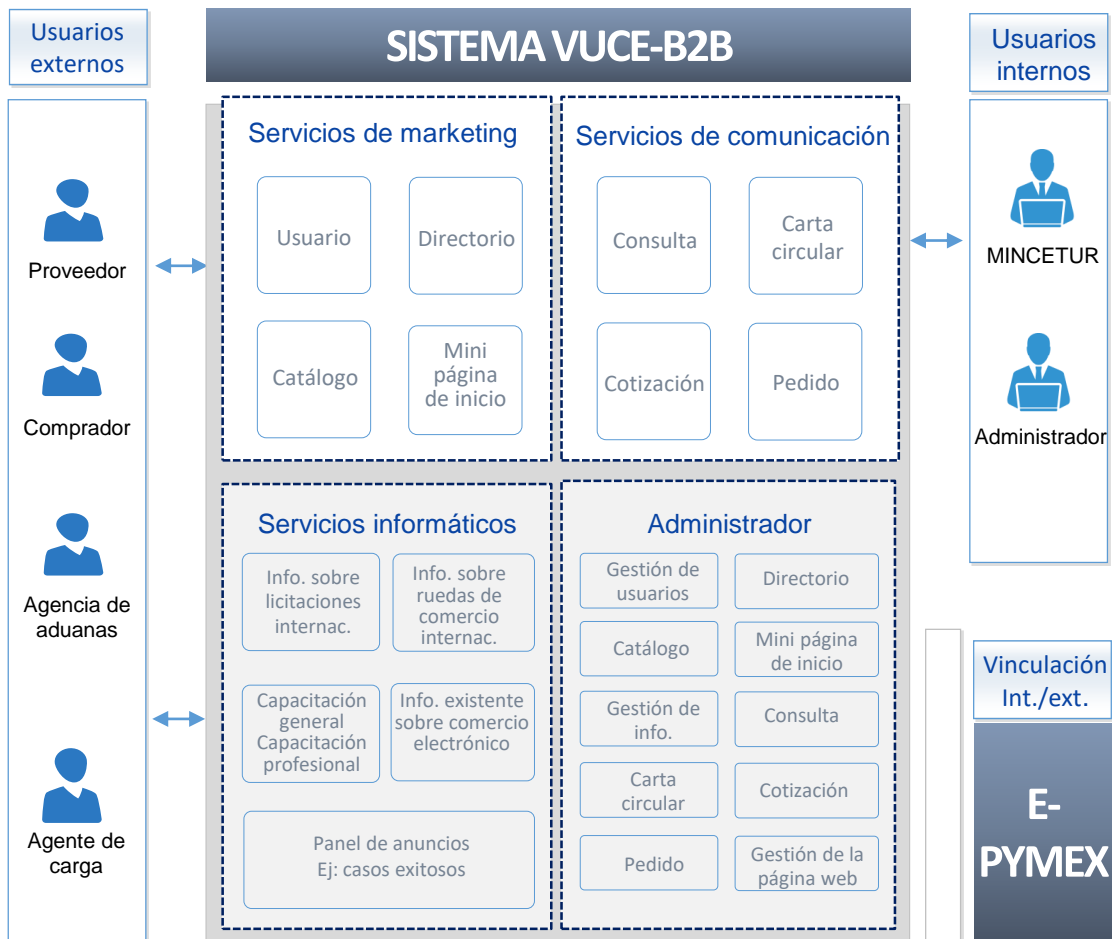 Usuarios
externos
SISTEMA VUCE-B2B
Usuarios
internos
Proveedor
Comprador
Agencia de
aduanas
Agente de
carga
Servicios de marketing
Usuario
Directorio
Catálogo
Mini
página
de inicio
Servicios de comunicación
Consulta
Carta
circular
Cotización
Pedido
MINCETUR
Administrador
Servicios informáticos
Info. sobre
licitaciones
internac.
Info. sobre
ruedas de
comercio
internac.
Capacitación
general
Capacitación
profesional
Info. existente
sobre comercio
electrónico
Panel de anuncios
Ej: casos exitosos
Administrador
Gestión de
usuarios
Directorio
Catálogo
Mini página
de inicio
Gestión de
info.
Consulta
Carta
circular
Cotización
Pedido
Gestión de la
página web
Vinculación
Int./ext.
E-
PYMEX